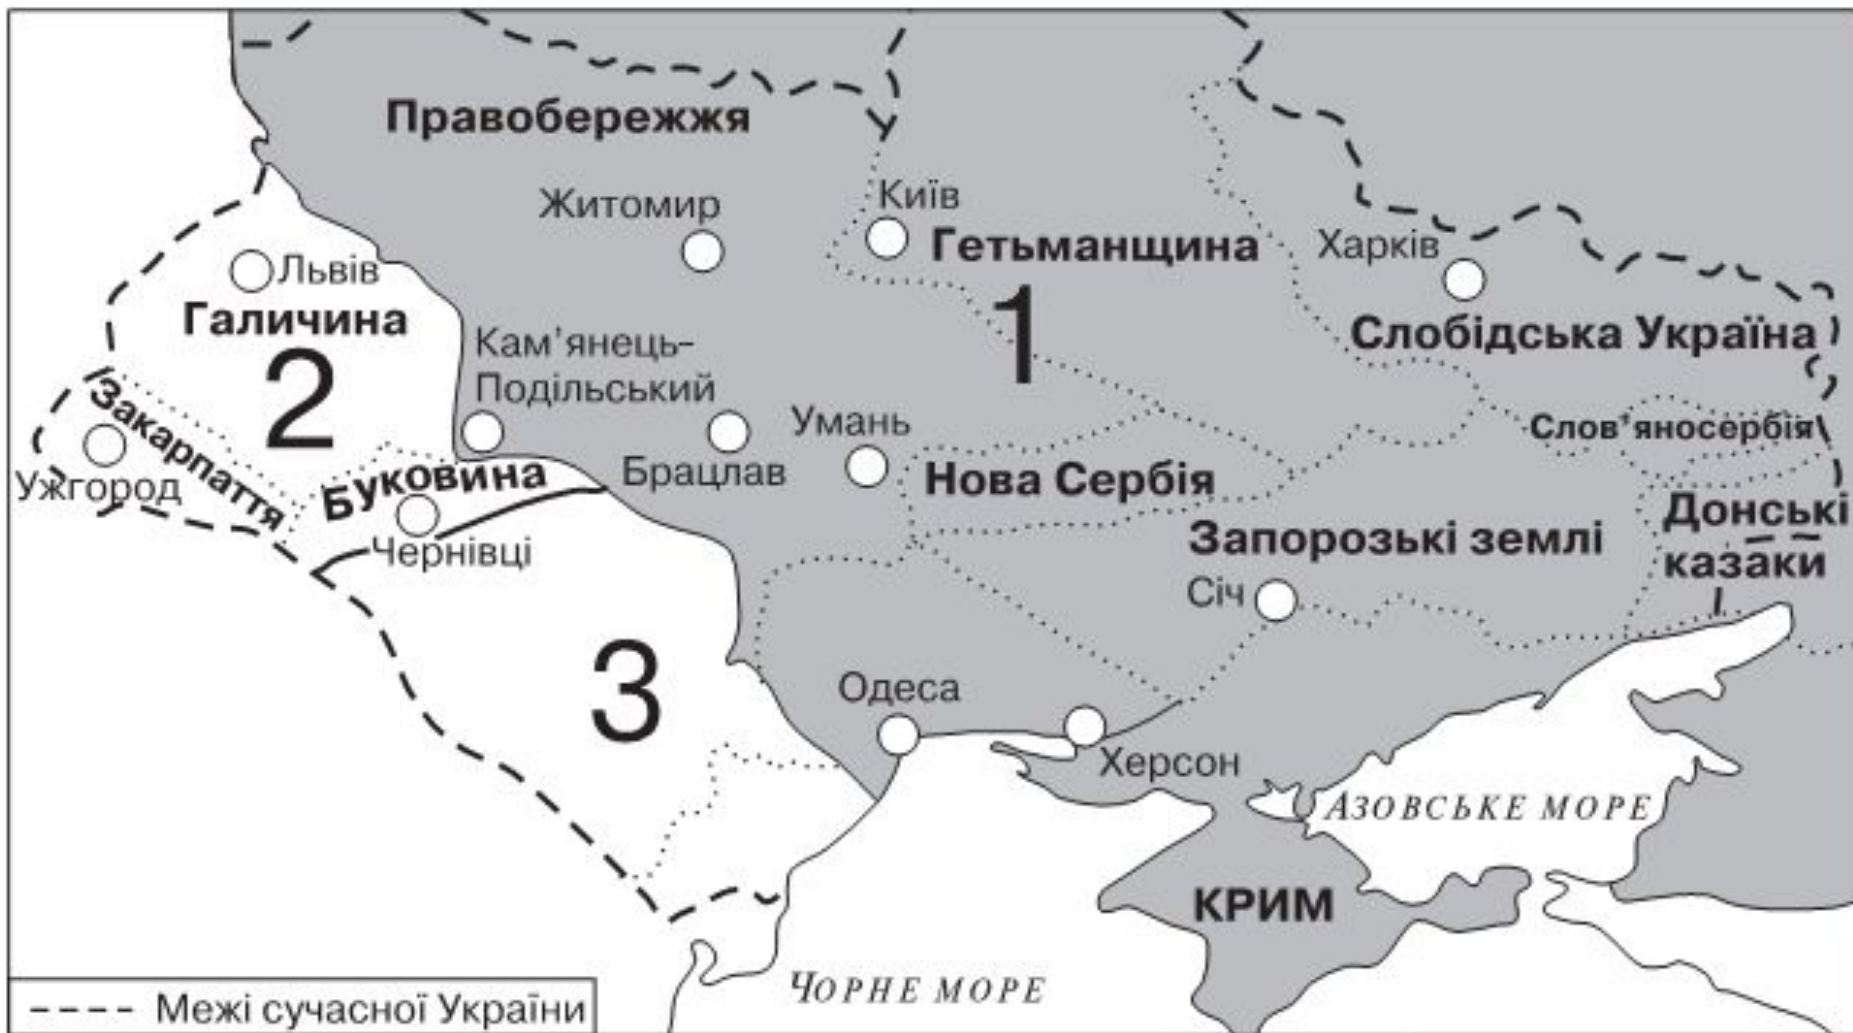 Правобережжя
Житомир
Київ
Гетьманщина
Харків
Львів
Галичина
1
Слобідська Україна
2
Кам’янець-
Подільський
Закарпаття
Умань
Слов’яносербія
Ужгород
Буковина
Брацлав
Нова Сербія
Донські
казаки
Чернівці
Запорозькі землі
Січ
3
Одеса
Херсон
АЗОВСЬКЕ МОРЕ
КРИМ
ЧОРНЕ МОРЕ
Межі сучасної України